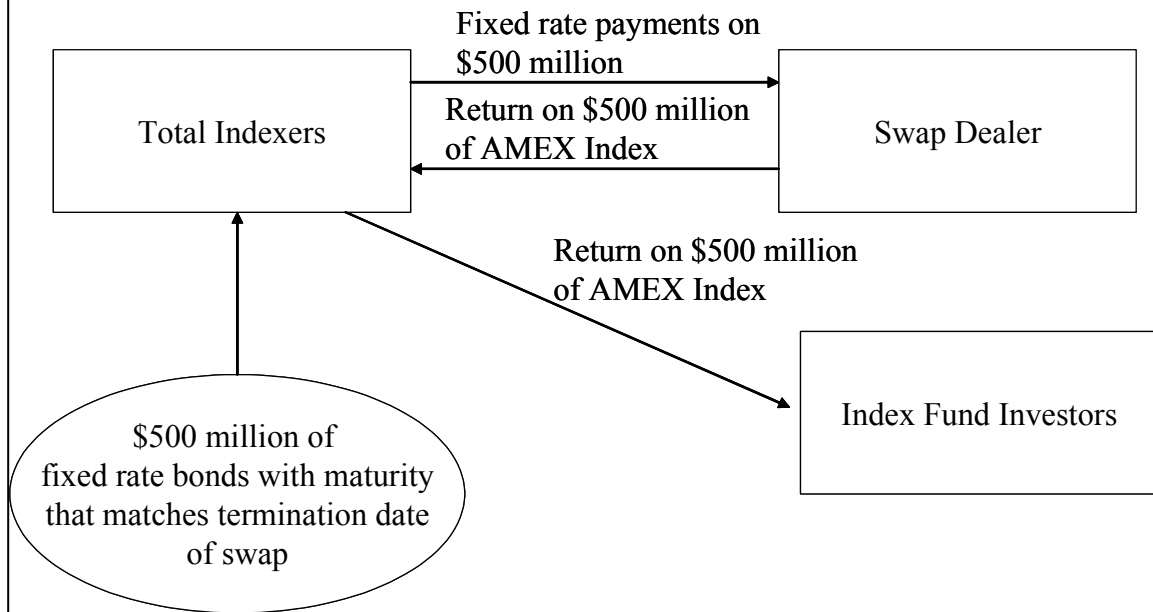 Fixed rate payments on
$500 million
Total Indexers
Return on $500 million
of AMEX Index
Swap Dealer
Return on $500 million
of AMEX Index
Index Fund Investors
$500 million of
fixed rate bonds with maturity
that matches termination date
of swap